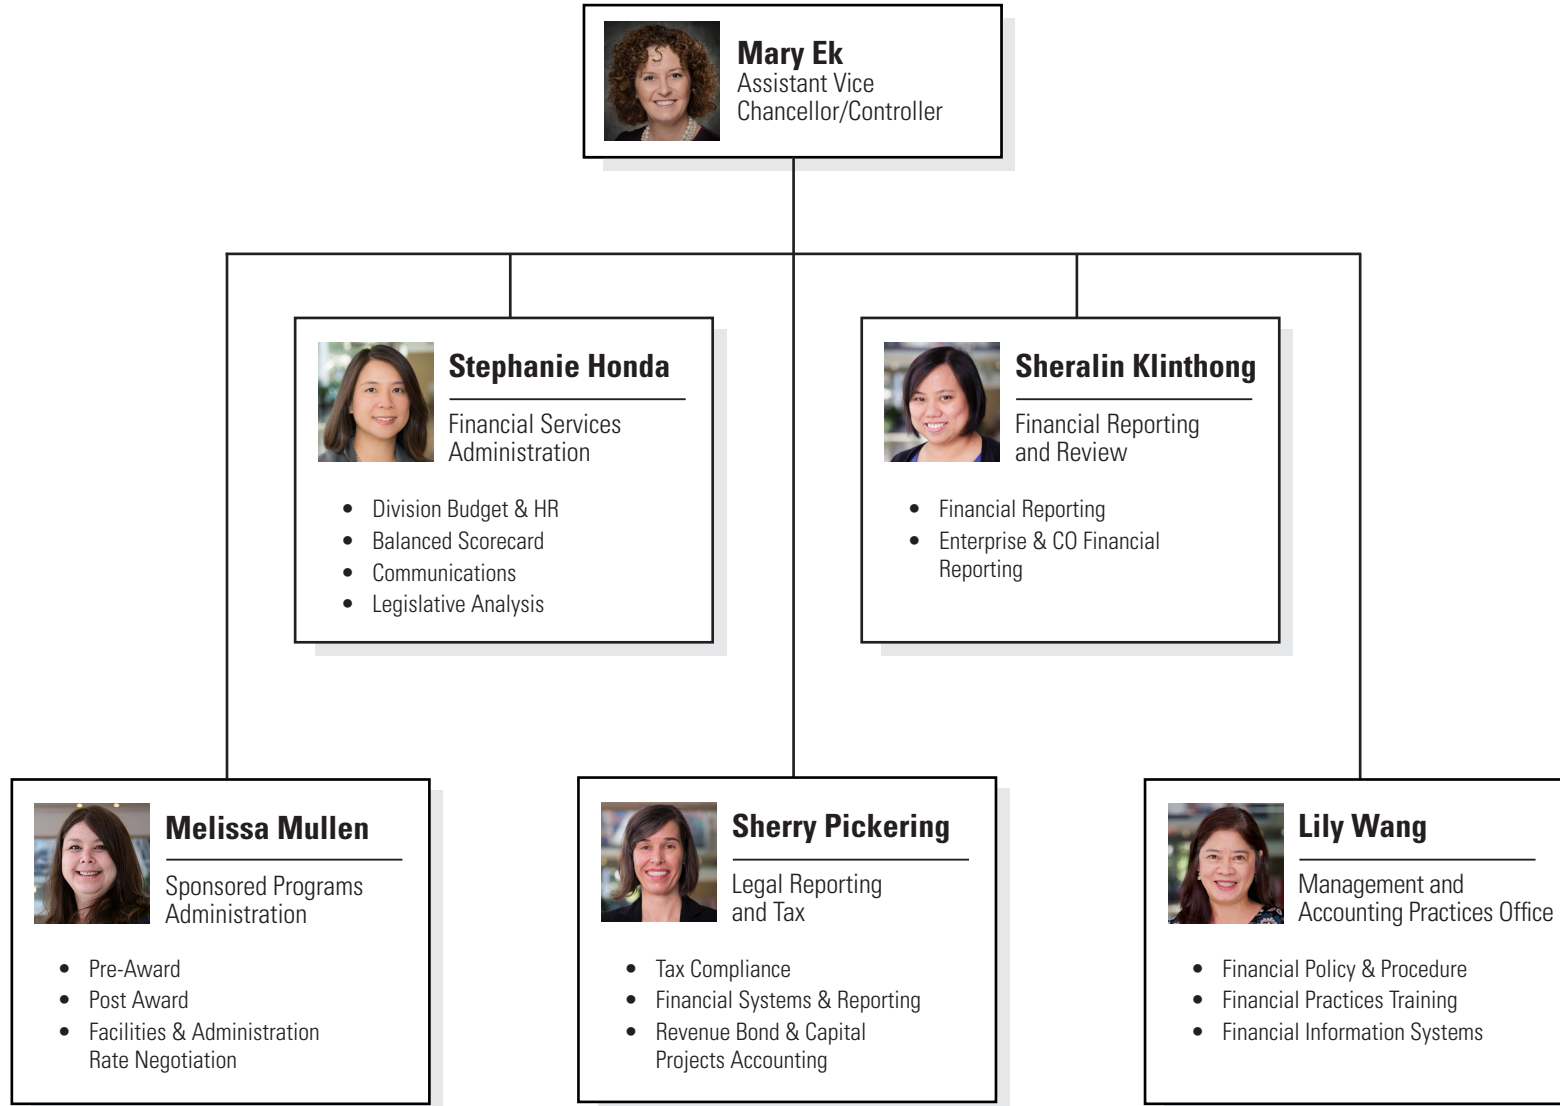 Mary Ek
Assistant Vice
Chancellor/Controller
Stephanie Honda
Financial Services
Administration
• Division Budget & HR
• Balanced Scorecard
• Communications
• Legislative Analysis
Sheralin Klinthong
Financial Reporting
and Review
• Financial Reporting
• Enterprise & CO Financial
Reporting
Melissa Mullen
Sponsored Programs
Administration
• Pre-Award
• Post Award
• Facilities & Administration
Rate Negotiation
Sherry Pickering
Legal Reporting
and Tax
• Tax Compliance
• Financial Systems & Reporting
• Revenue Bond & Capital
Projects Accounting
Lily Wang
Management and
Accounting Practices Office
• Financial Policy & Procedure
• Financial Practices Training
• Financial Information Systems